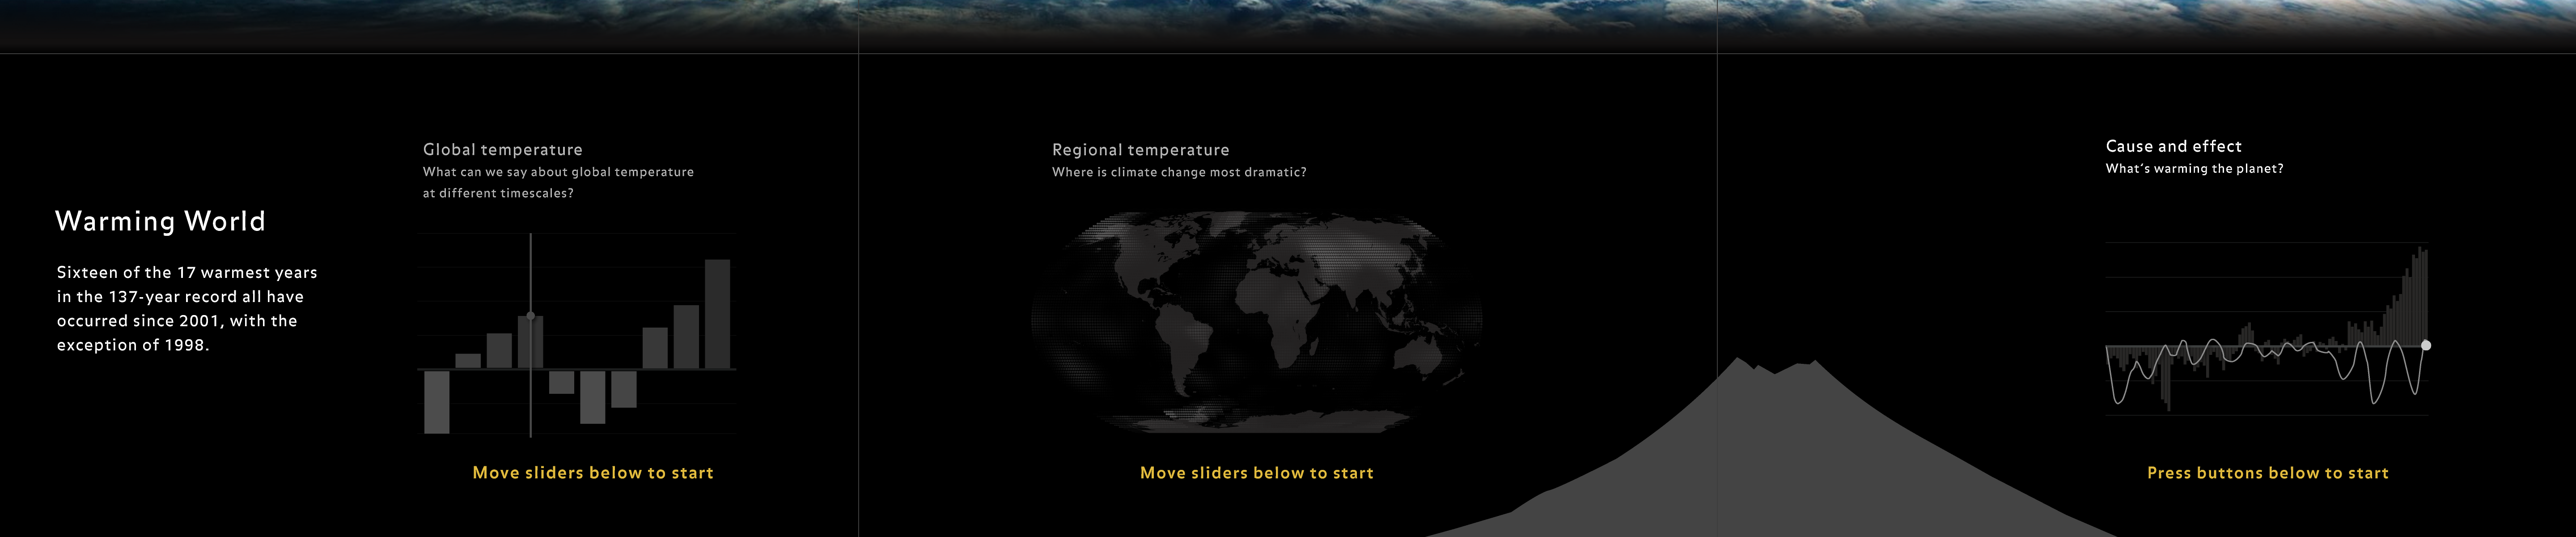 Warming World
Sixteen of the 17 warmest years
in the 137-year record all have
occurred since 2001, with the
exception of 1998.
Global temperature
What can we say about global temperature
at different timescales?
Move sliders below to start
Regional temperature
Where is climate change most dramatic?
Move sliders below to start
Cause and effect
What's warming the planet?
Press buttons below to start